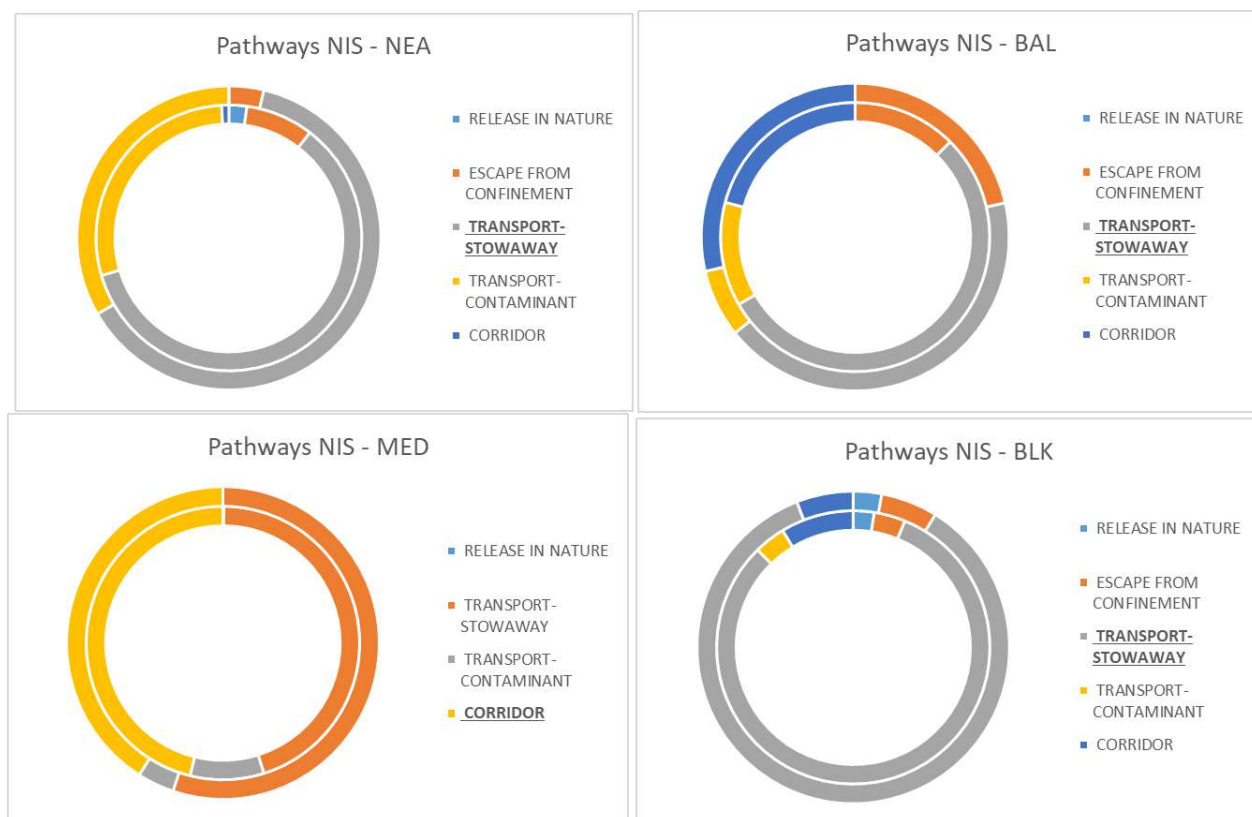 Pathways NIS - NEA
RELEASE IN NATURE
ESCAPE FROM
CONFINEMENT
TRANSPORT-
STOWAWAY
TRANSPORT-
CONTAMINANT
CORRIDOR
Pathways NIS - BAL
RELEASE IN NATURE
ESCAPE FROM
CONFINEMENT
TRANSPORT-
STOWAWAY
TRANSPORT-
CONTAMINANT
CORRIDOR
Pathways NIS - MED
RELEASE IN NATURE
TRANSPORT-
STOWAWAY
TRANSPORT-
CONTAMINANT
CORRIDOR
Pathways NIS - BLK
RELEASE IN NATURE
ESCAPE FROM
CONFINEMENT
TRANSPORT-
STOWAWAY
TRANSPORT-
CONTAMINANT
CORRIDOR